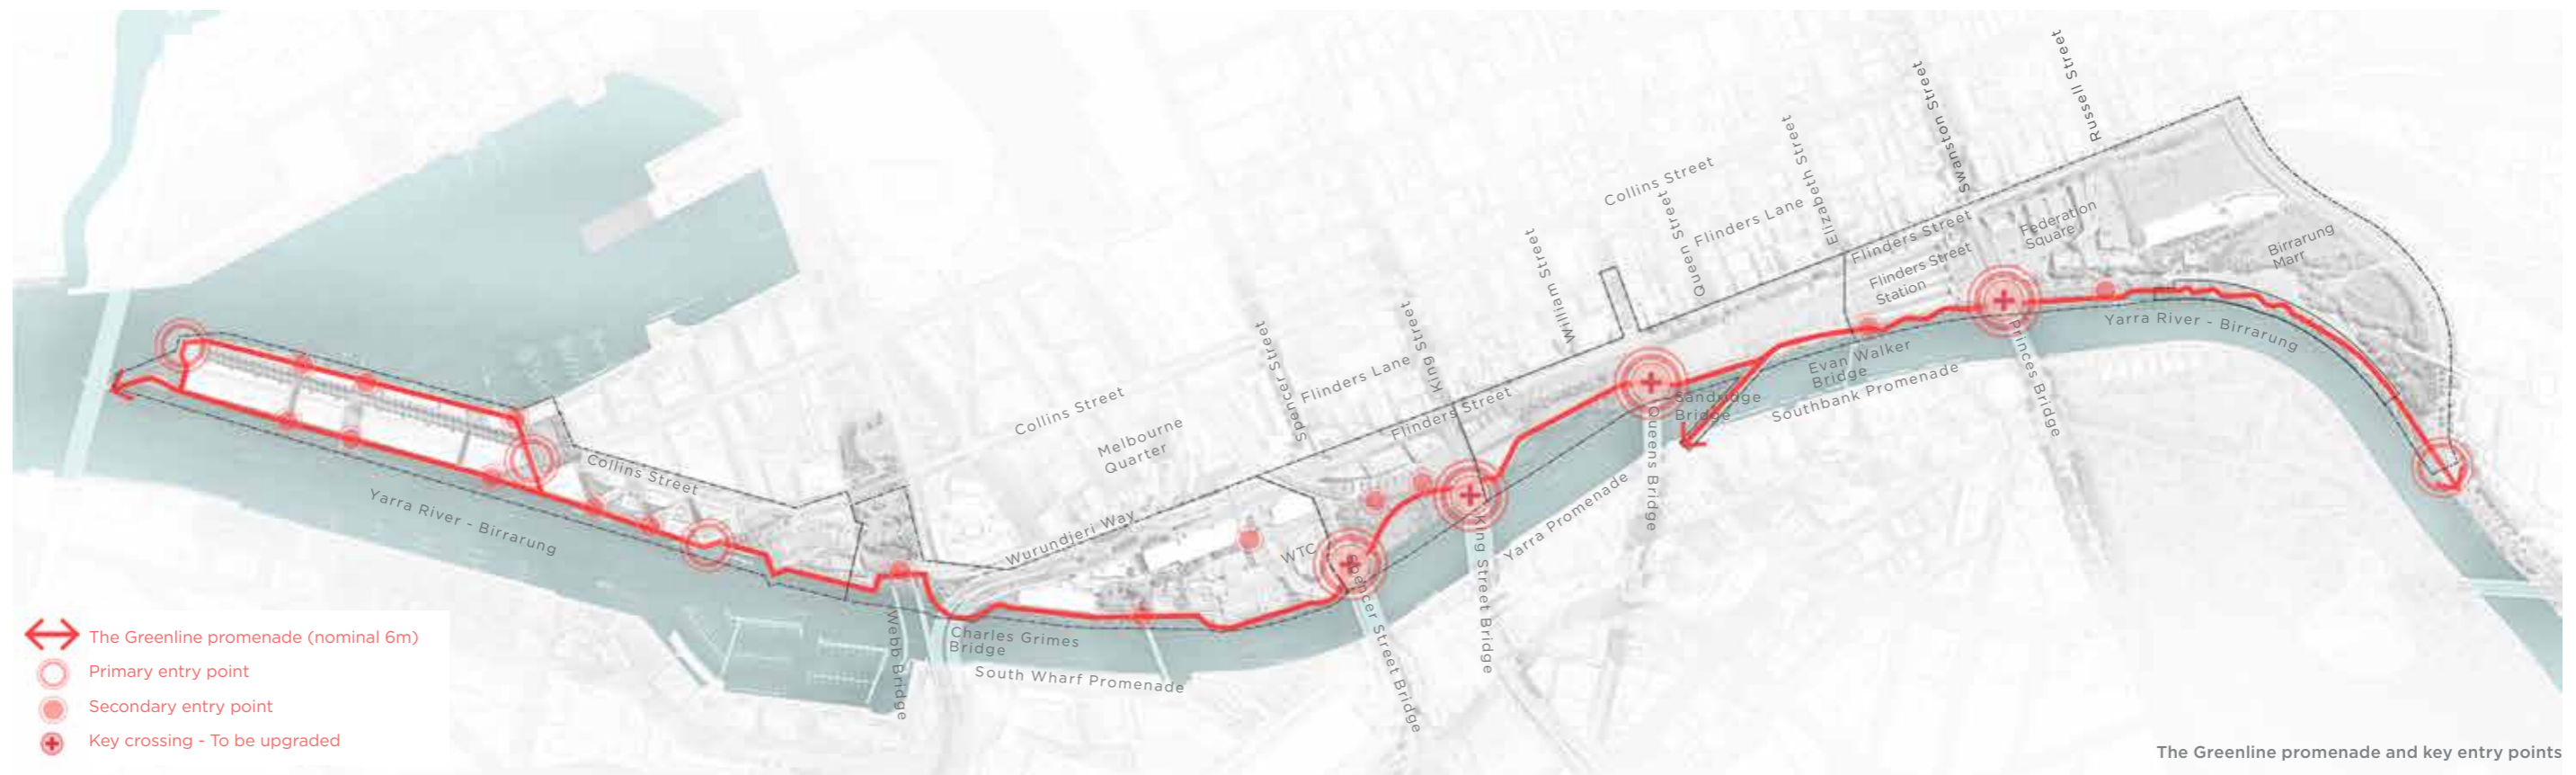 Russell Street
Swanston Street
Elizabeth Street
Collins Street
Queen Street
Flinders Lane
William Street
Flinders Street
Federation
Square
Flinders Street
Station
Birrarung
Marr
Yarra River - Birrarung
Princes Bridge
Evan Walker
Bridge
Southbank Promenade
Sandridge
Bridge
Queens Bridge
King Street
Spencer Street
Flinders Lane
Flinders Street
Collins Street
Melbourne
Quarter
Wurundjeri Way
WTC
Yarra Promenade
King Street Bridge
Spencer Street Bridge
Collins Street
Yarra River - Birrarung
Webb Bridge
Charles Grimes
Bridge
South Wharf Promenade
The Greenline promenade (nominal 6m)
Primary entry point
Secondary entry point
Key crossing - To be upgraded
The Greenline promenade and key entry points